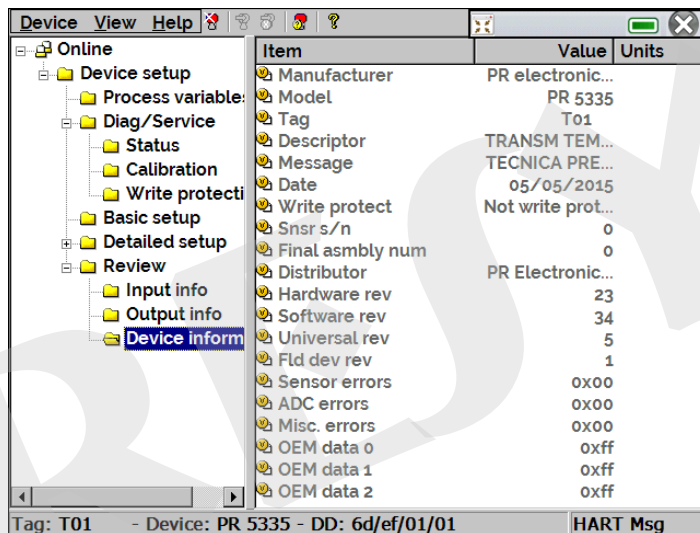 Device View Help
Online
Device setup
Process variable
Diag/Service
Status
Calibration
Write protecti
Basic setup
Detailed setup
Review
Input info
Output info
Device inform
Item Value Units
Manufacturer PR electronic...
Model PR 5335
Tag T01
Descriptor TRANSM TEM...
Message TECNICA PRE...
Date 05/05/2015
Write protect Not write prot...
Snsr s/n 0
Final asmbly num 0
Distributor PR Electronic...
Hardware rev 23
Software rev 34
Universal rev 5
Fld dev rev 1
Sensor errors 0x00
ADC errors 0x00
Misc. errors 0x00
OEM data 0 0xff
OEM data 1 0xff
OEM data 2 0xff
Tag: T01 - Device: PR 5335 - DD: 6d/ef/01/01 HART Msg